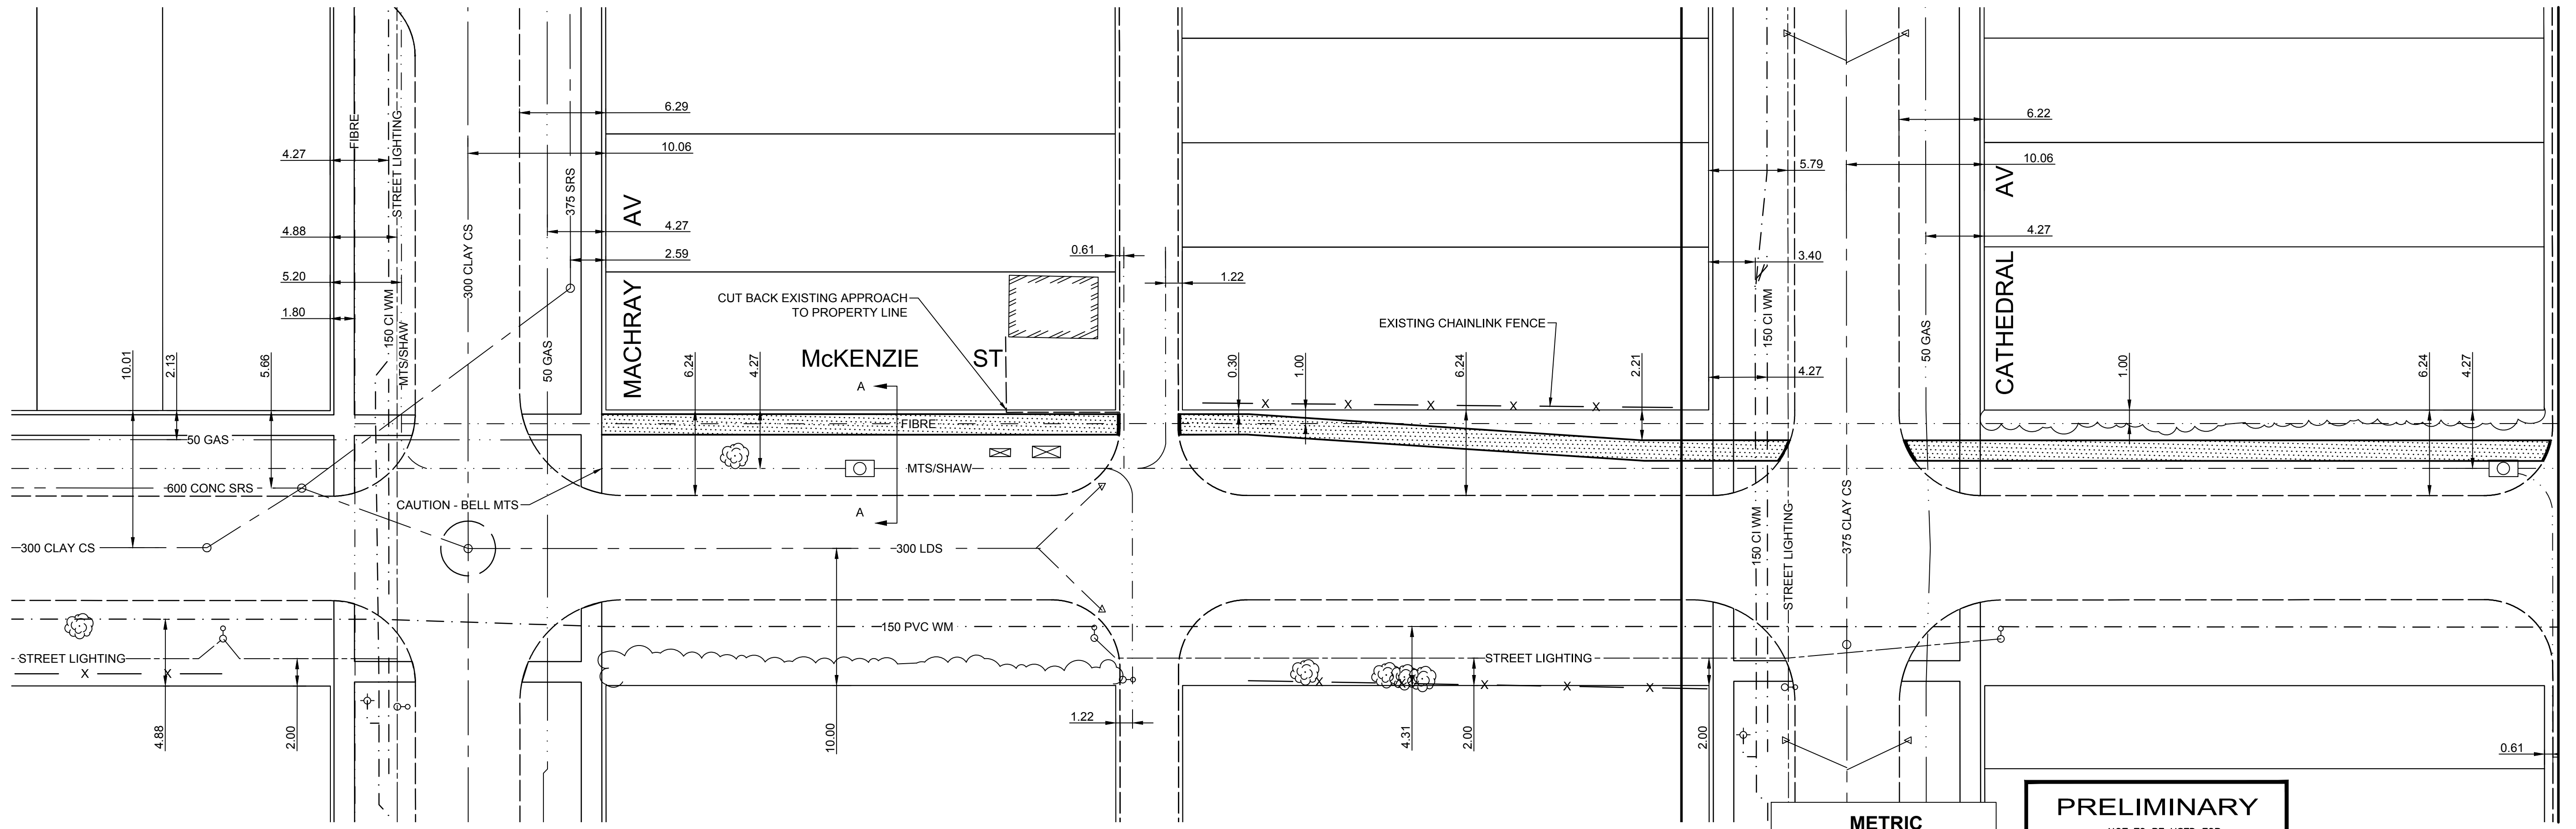 FIBRE
STREET LIGHTING
4.27
4.88
5.20
1.80
150 CI WM
MTS/SHAW
10.01
2.13
5.66
50 GAS
600 CONC SRS
300 CLAY CS
300 CLAY CS
375 SRS
50 GAS
6.29
10.06
4.27
2.59
MACHRAY AV
CUT BACK EXISTING APPROACH
TO PROPERTY LINE
McKENZIE ST
6.24
4.27
A
A
FIBRE
MTS/SHAW
CAUTION - BELL MTS
300 LDS
0.61
1.22
EXISTING CHAINLINK FENCE
0.30
1.00
6.24
2.21
X X X X X
5.79
3.40
4.27
150 CI WM
150 CI WM
STREET LIGHTING
375 CLAY CS
50 GAS
6.22
10.06
4.27
CATHEDRAL AV
1.00
6.24
4.27
STREET LIGHTING
X X
4.88
2.00
150 PVC WM
10.00
1.22
STREET LIGHTING
X X X X X
4.31
2.00
2.00
0.61
METRIC
PRELIMINARY